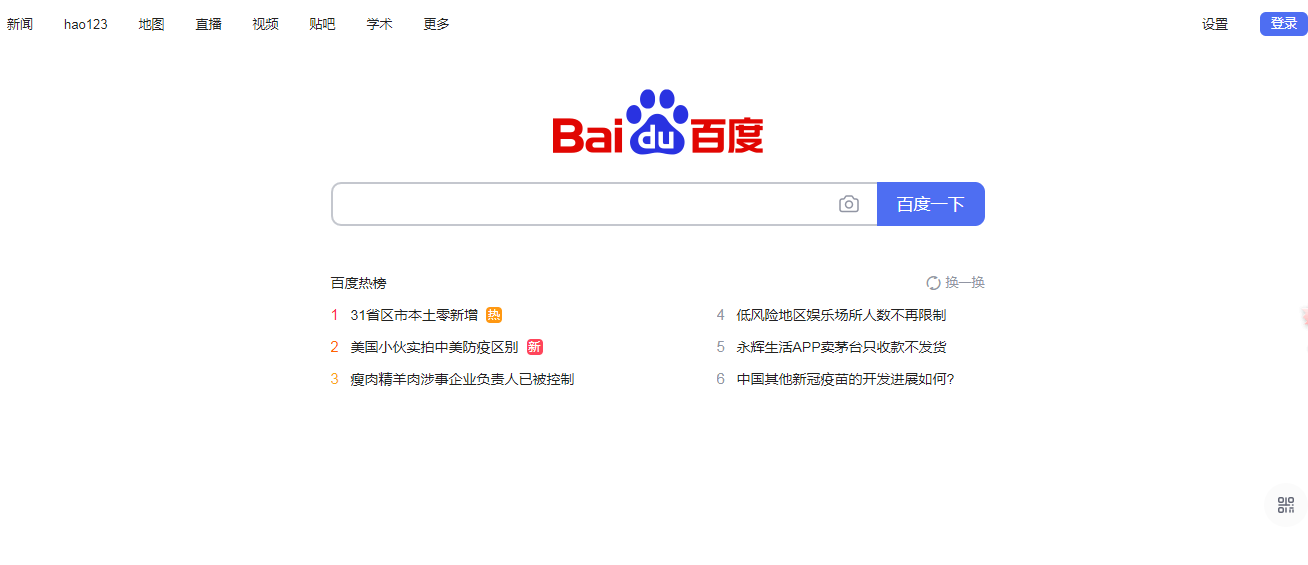 新闻 hao123 地图 直播 视频 贴吧 学术 更多 设置 登录
Bai du 百度
百度一下
百度热榜 换一换
1 31省区市本土零新增 热
2 美国小伙实拍中美防疫区别 新
3 瘦肉精羊肉涉事企业负责人已被控制
4 低风险地区娱乐场所人数不再限制
5 永辉生活APP卖茅台只收款不发货
6 中国其他新冠疫苗的开发进展如何?